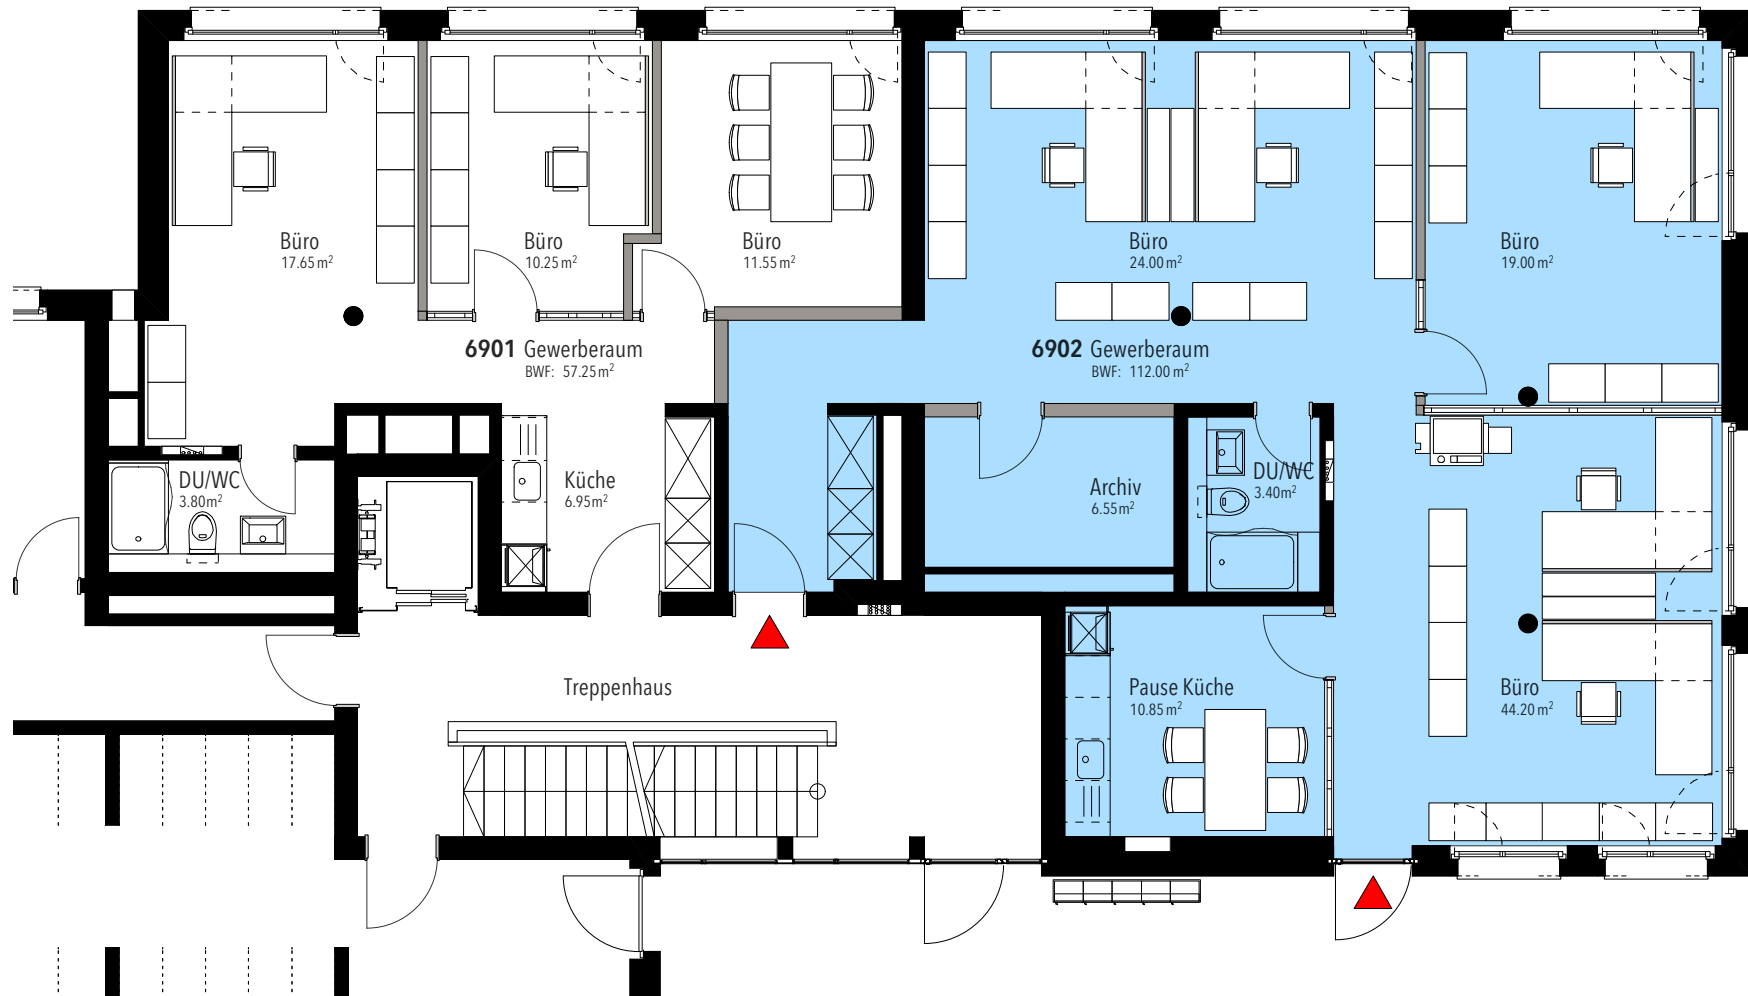 Büro
17.65 m²
Büro
10.25 m²
Büro
11.55 m²
Büro
24.00 m²
Büro
19.00 m²
6901 Gewerberaum
BWF: 57.25 m²
6902 Gewerberaum
BWF: 112.00 m²
DU/WC
3.80 m²
Küche
6.95 m²
Archiv
6.55 m²
DU/WC
3.40 m²
Treppenhaus
Pause Küche
10.85 m²
Büro
44.20 m²